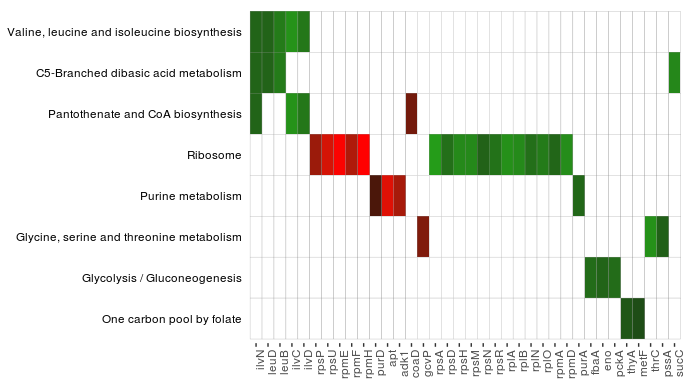 Valine, leucine and isoleucine biosynthesis
C5-Branched dibasic acid metabolism
Pantothenate and CoA biosynthesis
Ribosome
Purine metabolism
Glycine, serine and threonine metabolism
Glycolysis / Gluconeogenesis
One carbon pool by folate
ilvN
leuD
leuB
ilvC
ilvD
rpsP
rpsU
rpmE
rpmF
rpmH
purD
apt
adk1
coaD
gcvP
rpsA
rpsD
rpsH
rpsM
rpsN
rpsR
rplA
rplB
rplN
rplO
rpmA
rpmD
purA
fbaA
eno
pckA
thyA
metF
thrC
pssA
sucC